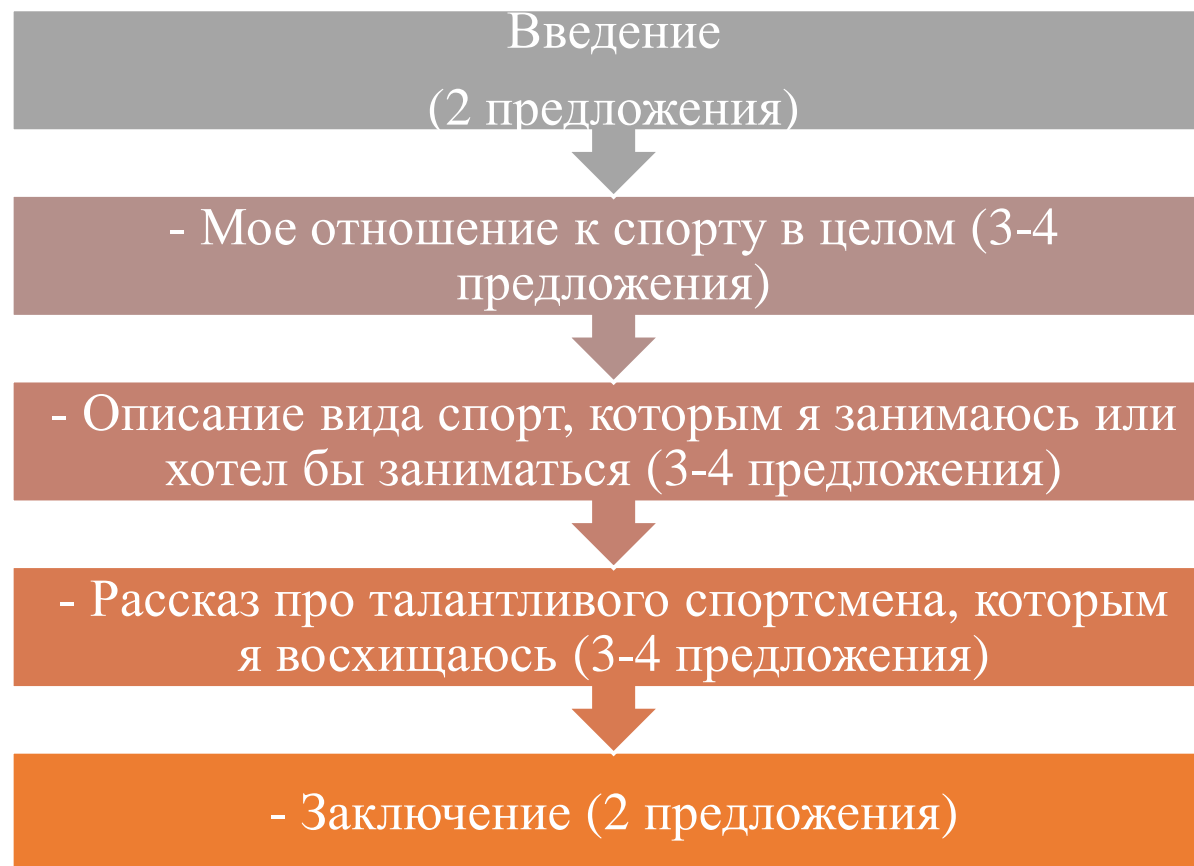 Введение
(2 предложения)
- Мое отношение к спорту в целом (3-4
предложения)
- Описание вида спорт, которым я занимаюсь или
хотел бы заниматься (3-4 предложения)
- Рассказ про талантливого спортсмена, которым
я восхищаюсь (3-4 предложения)
- Заключение (2 предложения)